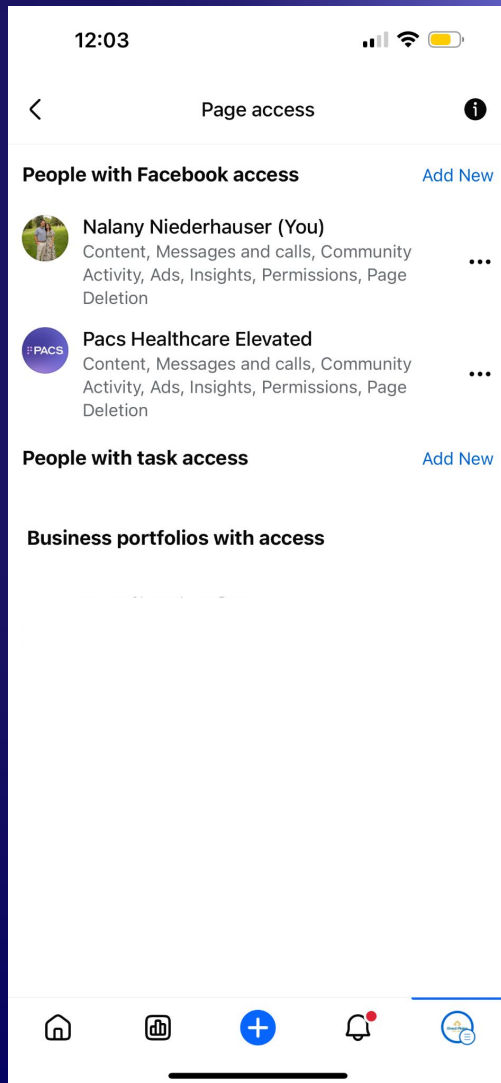 12:03
Page access
People with Facebook access
Add New
Nalany Niederhauser (You)
Content, Messages and calls, Community
Activity, Ads, Insights, Permissions, Page
Deletion
PACS
Pacs Healthcare Elevated
Content, Messages and calls, Community
Activity, Ads, Insights, Permissions, Page
Deletion
People with task access
Add New
Business portfolios with access